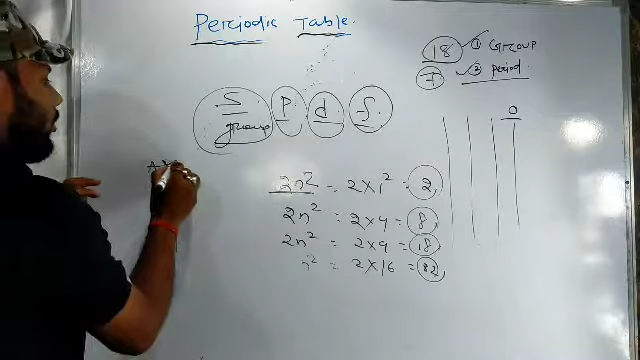 Periodic Table.
18 ① Group
7 ② Period
S P d f
group
0
2n² = 2×1² = 2
2n² = 2×4 = 8
2n² = 2×9 = 18
n² = 2×16 = 32